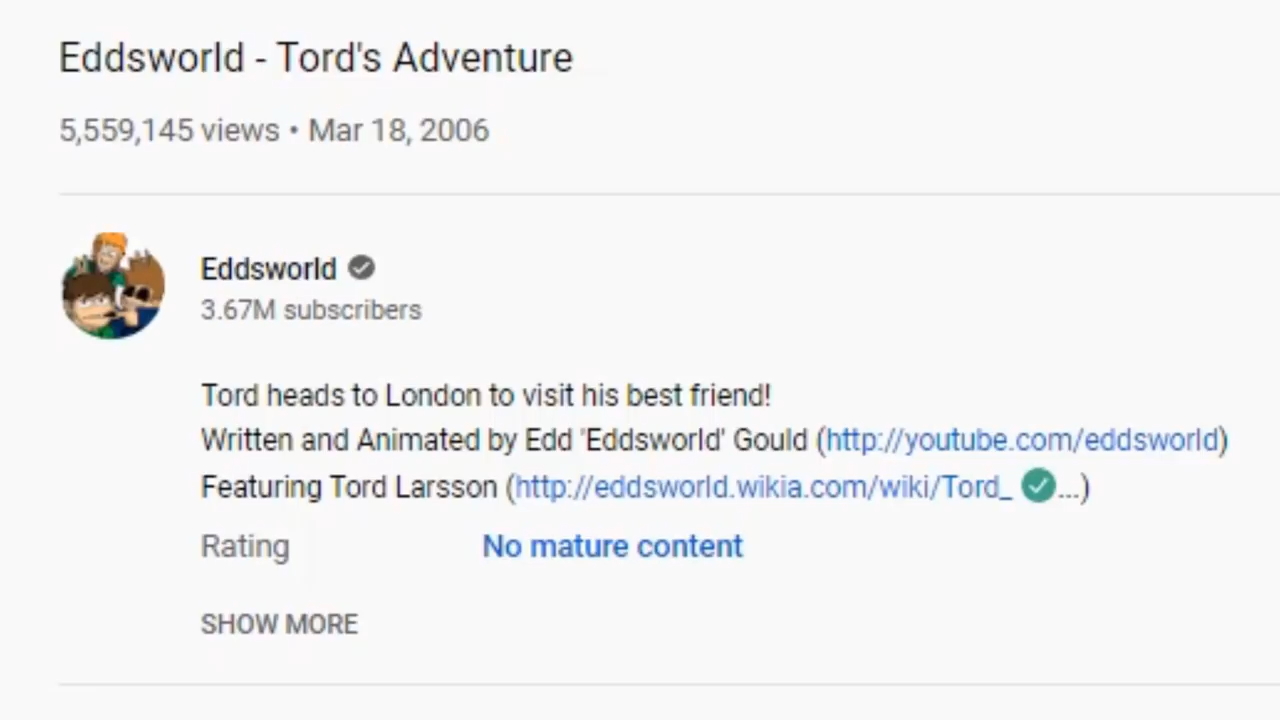 Eddsworld - Tord's Adventure
5,559,145 views • Mar 18, 2006
Eddsworld
3.67M subscribers
Tord heads to London to visit his best friend!
Written and Animated by Edd 'Eddsworld' Gould (http://youtube.com/eddsworld)
Featuring Tord Larsson (http://eddsworld.wikia.com/wiki/Tord_ ...)
Rating No mature content
SHOW MORE